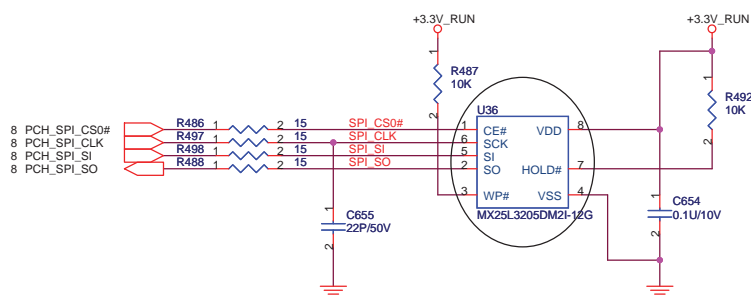 +3.3V_RUN
+3.3V_RUN
1
R487
10K
2
1
R492
10K
2
U36
8 PCH_SPI_CS0# R486 1 2 15 SPI_CS0# 1 CE# VDD 8
8 PCH_SPI_CLK R497 1 2 15 SPI_CLK 6 SCK
8 PCH_SPI_SI R498 1 2 15 SPI_SI 5 SI
8 PCH_SPI_SO R488 1 2 15 SPI_SO 2 SO HOLD# 7
3 WP# VSS 4
MX25L3205DM2I-12G
1
C655
22P/50V
2
1
C654
0.1U/10V
2